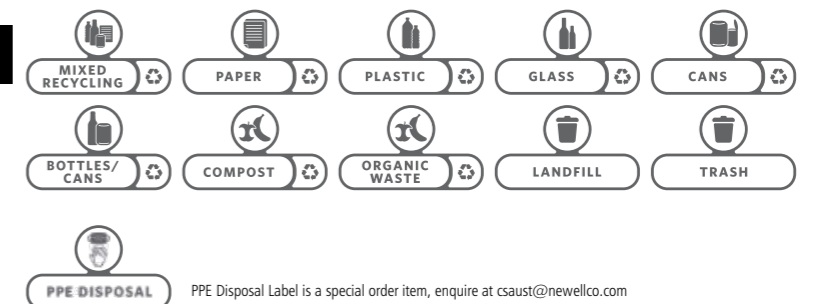 MIXED
RECYCLING
PAPER
PLASTIC
GLASS
CANS
BOTTLES/
CANS
COMPOST
ORGANIC
WASTE
LANDFILL
TRASH
PPE DISPOSAL
PPE Disposal Label is a special order item, enquire at csaust@newellco.com